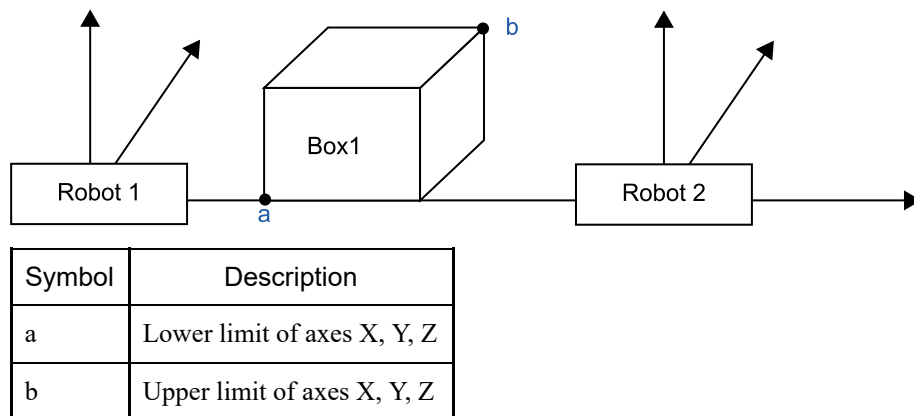 b
Box1
Robot 1
Robot 2
a
Symbol Description
a Lower limit of axes X, Y, Z
b Upper limit of axes X, Y, Z